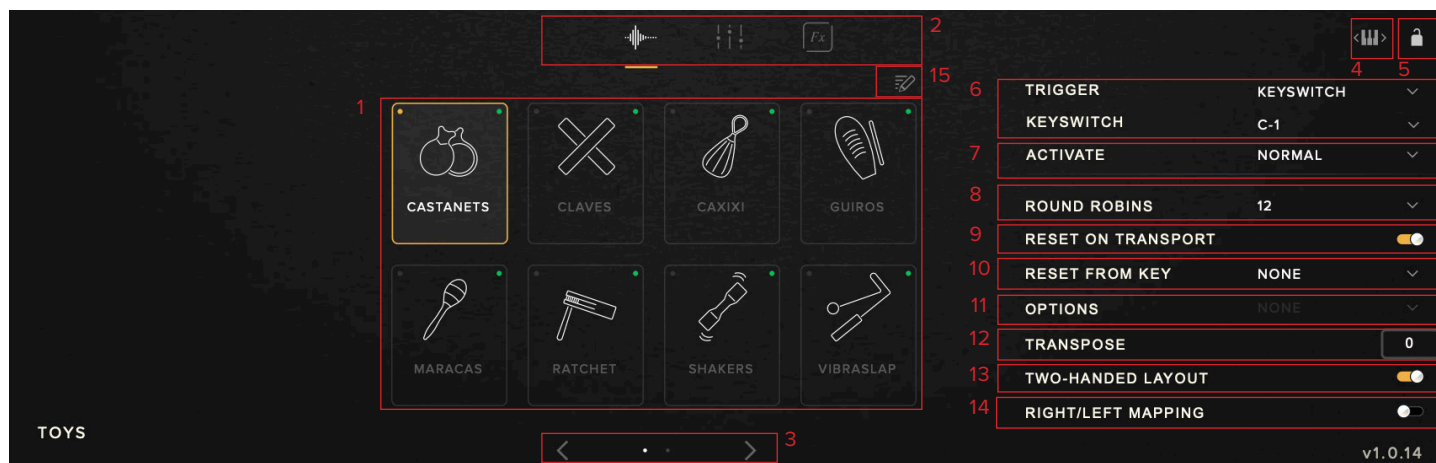 2
Fx
4
5
15
1
6 TRIGGER KEYSWITCH
KEYSWITCH C-1
7 ACTIVATE NORMAL
8 ROUND ROBINS 12
9 RESET ON TRANSPORT
10 RESET FROM KEY NONE
11 OPTIONS NONE
12 TRANSPOSE 0
13 TWO-HANDED LAYOUT
14 RIGHT/LEFT MAPPING
CASTANETS CLAVES CAXIXI GUIROS
MARACAS RATCHET SHAKERS VIBRASLAP
TOYS
3
v1.0.14